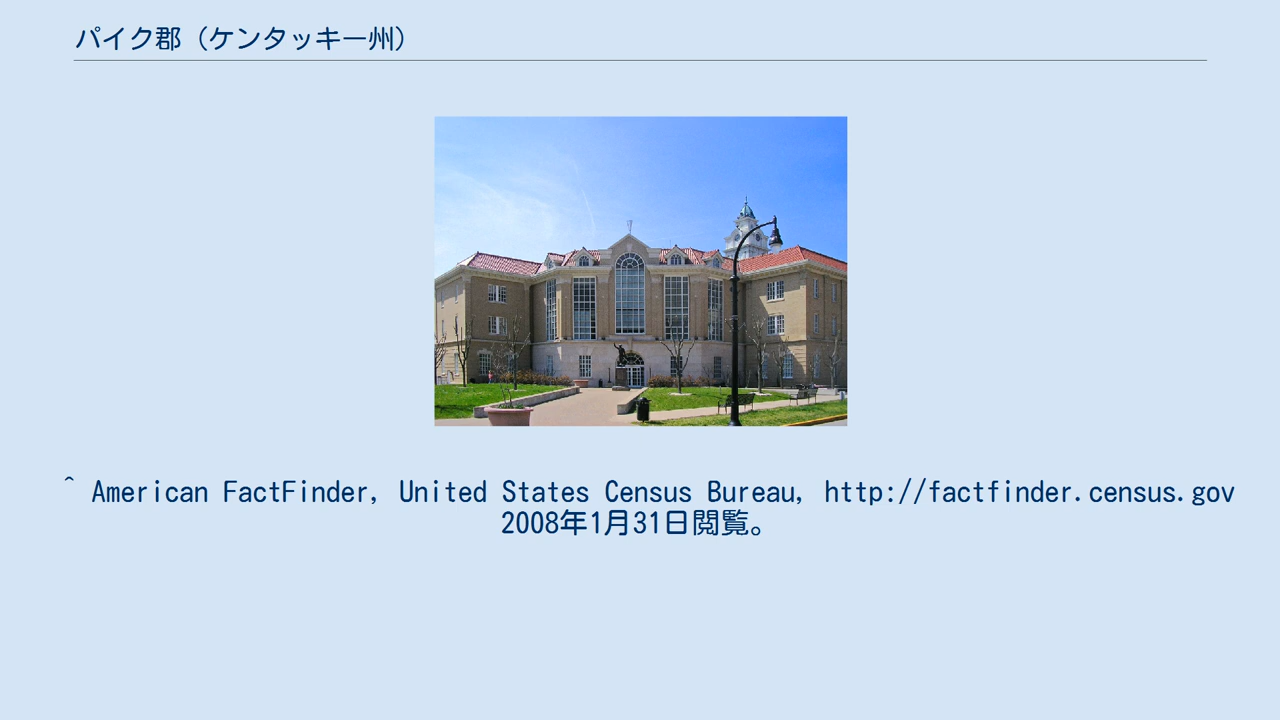 パイク郡（ケンタッキー州）
^ American FactFinder, United States Census Bureau, http://factfinder.census.gov
2008年1月31日閲覧。